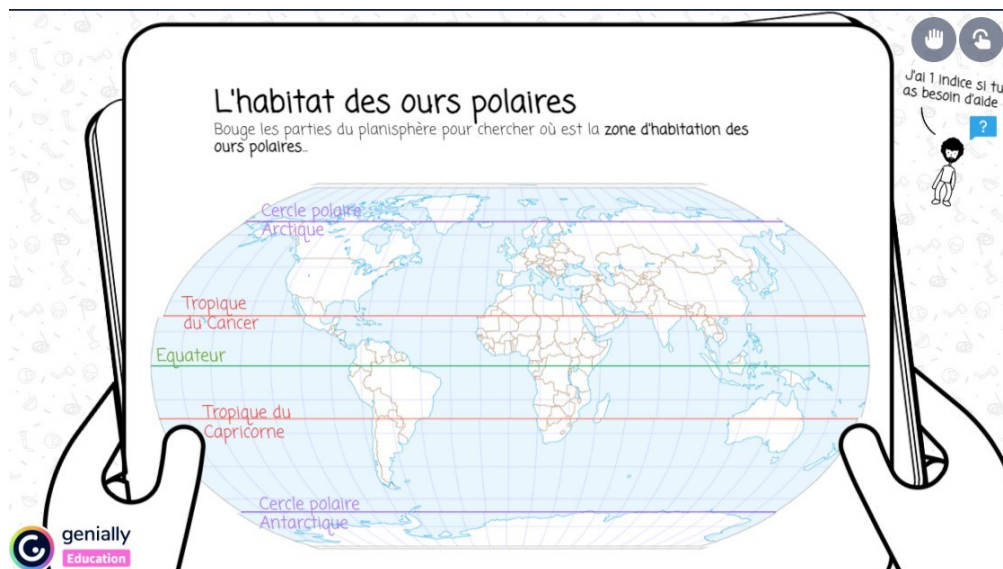 L'habitat des ours polaires
Bouge les parties du planisphère pour chercher où est la zone d'habitation des
ours polaires...
J'ai 1 indice si tu
as besoin d'aide
?
Cercle polaire
Arctique
Tropique
du Cancer
Equateur
Tropique du
Capricorne
Cercle polaire
Antarctique
genially
Education